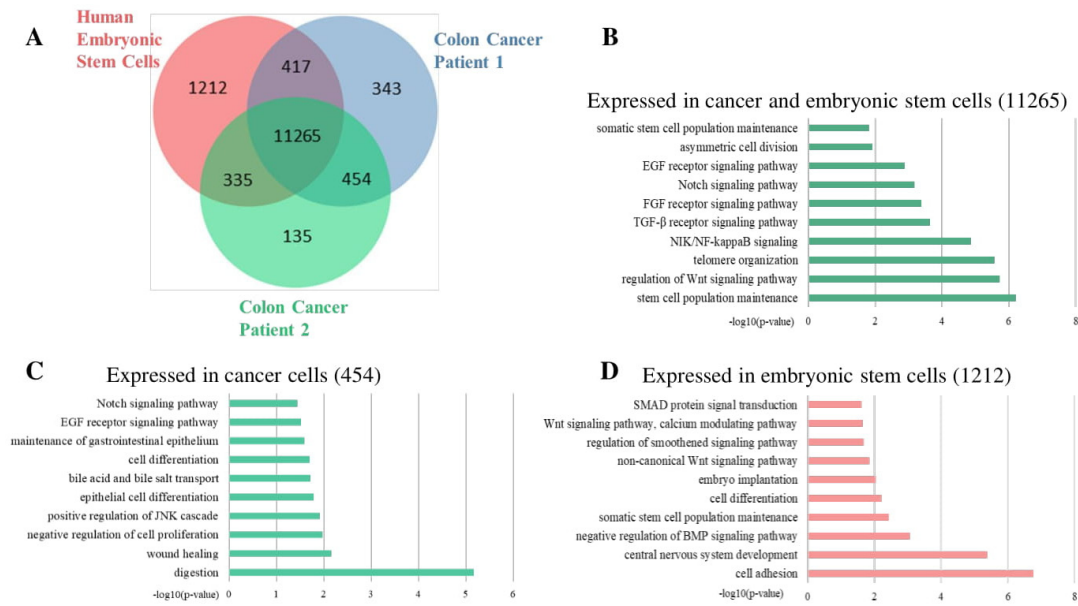 A
Human
Embryonic
Stem Cells
Colon Cancer
Patient 1
417
1212
343
11265
335
454
135
Colon Cancer
Patient 2
B
Expressed in cancer and embryonic stem cells (11265)
somatic stem cell population maintenance
asymmetric cell division
EGF receptor signaling pathway
Notch signaling pathway
FGF receptor signaling pathway
TGF-β receptor signaling pathway
NIK/NF-kappaB signaling
telomere organization
regulation of Wnt signaling pathway
stem cell population maintenance
-log10(p-value) 0 2 4 6 8
C
Expressed in cancer cells (454)
Notch signaling pathway
EGF receptor signaling pathway
maintenance of gastrointestinal epithelium
cell differentiation
bile acid and bile salt transport
epithelial cell differentiation
positive regulation of JNK cascade
negative regulation of cell proliferation
wound healing
digestion
-log10(p-value) 0 1 2 3 4 5 6
D
Expressed in embryonic stem cells (1212)
SMAD protein signal transduction
Wnt signaling pathway, calcium modulating pathway
regulation of smoothened signaling pathway
non-canonical Wnt signaling pathway
embryo implantation
cell differentiation
somatic stem cell population maintenance
negative regulation of BMP signaling pathway
central nervous system development
cell adhesion
-log10(p-value) 0 2 4 6 8